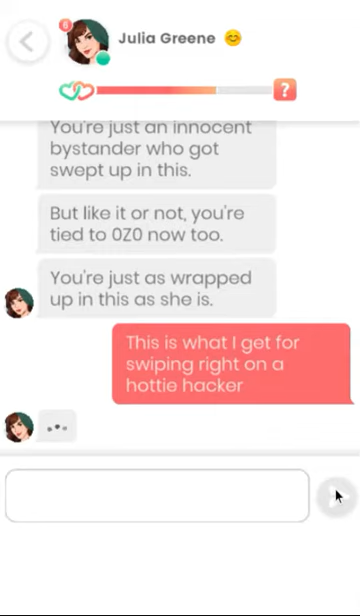 6
Julia Greene
?
You're just an innocent
bystander who got
swept up in this.
But like it or not, you're
tied to 0Z0 now too.
You're just as wrapped
up in this as she is.
This is what I get for
swiping right on a
hottie hacker